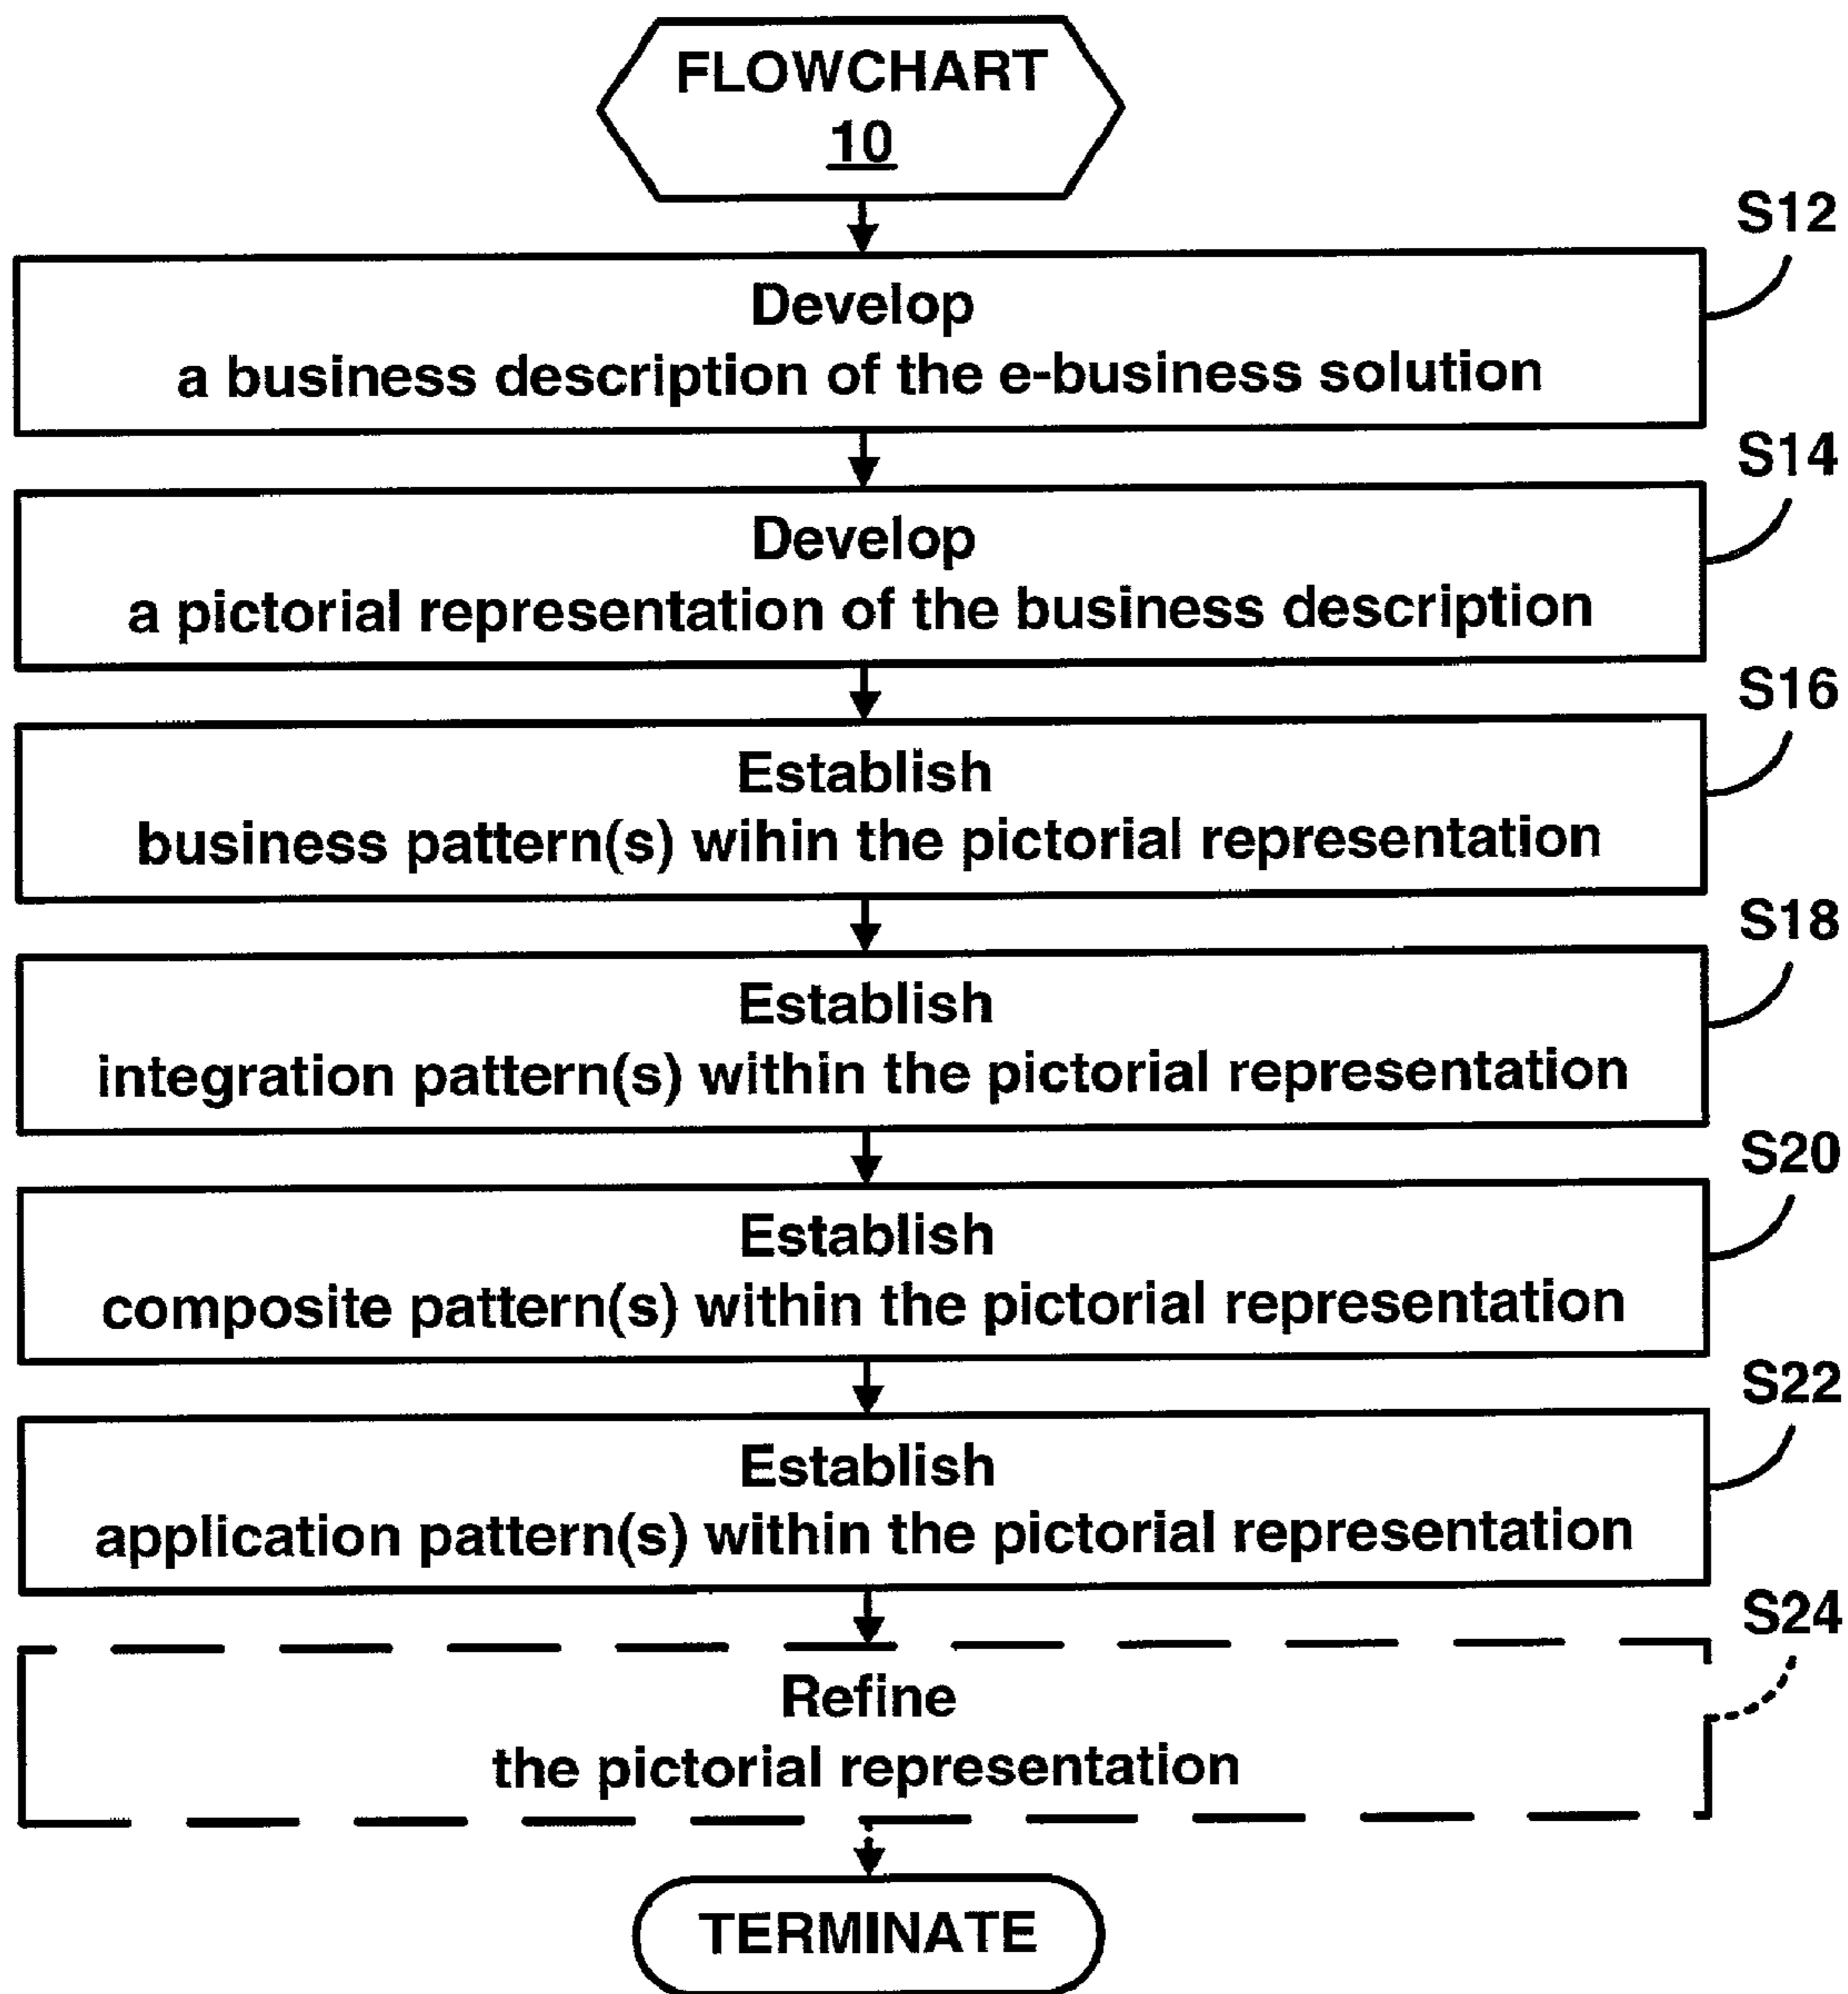 FLOWCHART
10
S12
Develop
a business description of the e-business solution
S14
Develop
a pictorial representation of the business description
S16
Establish
business pattern(s) wihin the pictorial representation
S18
Establish
integration pattern(s) within the pictorial representation
S20
Establish
composite pattern(s) within the pictorial representation
S22
Establish
application pattern(s) within the pictorial representation
S24
Refine
the pictorial representation
TERMINATE